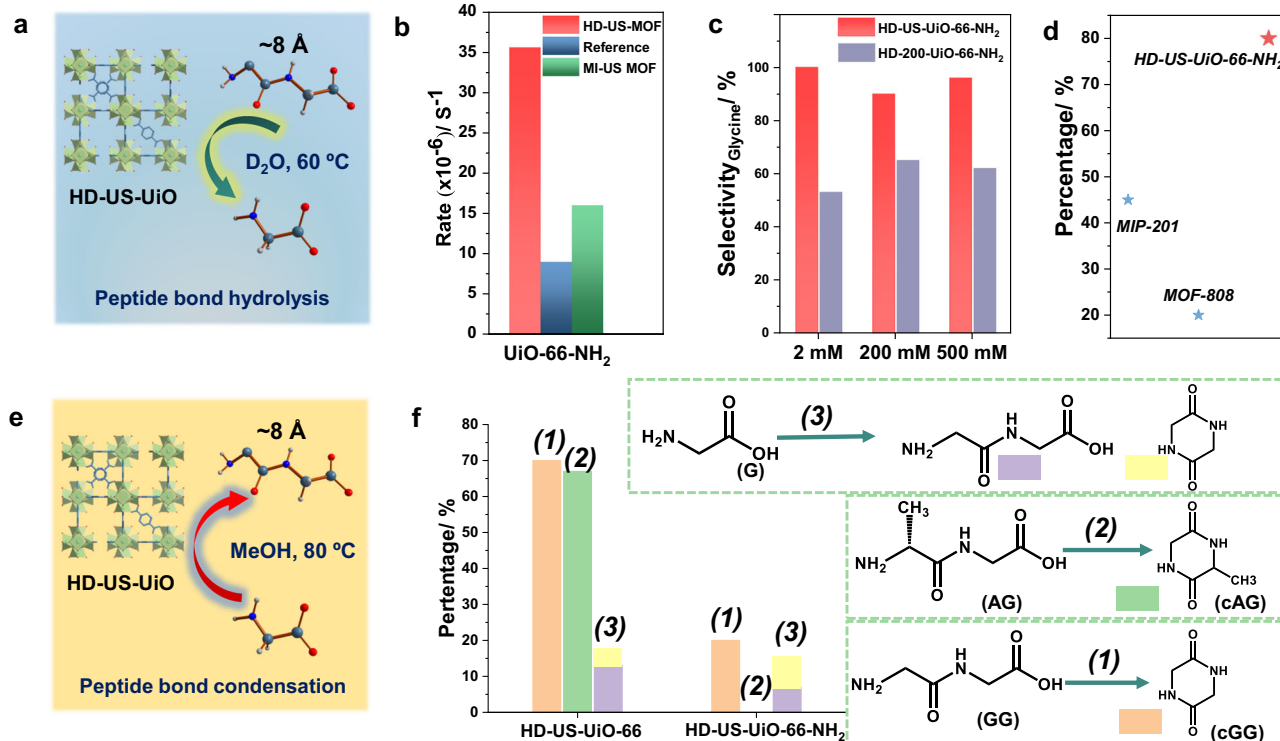 a
~8 Å
D₂O, 60 ºC
HD-US-UiO
Peptide bond hydrolysis
b
Rate (x10⁻⁶)/ S⁻¹
40
35
30
25
20
15
10
5
0
HD-US-MOF
Reference
MI-US MOF
UiO-66-NH₂
c
Selectivity_Glycine/ %
100
80
60
40
20
0
HD-US-UiO-66-NH₂
HD-200-UiO-66-NH₂
2 mM 200 mM 500 mM
d
Percentage/ %
80
70
60
50
40
30
20
HD-US-UiO-66-NH₂
MIP-201
MOF-808
e
~8 Å
MeOH, 80 ºC
HD-US-UiO
Peptide bond condensation
f
Pertentage/ %
80
70
60
50
40
30
20
10
0
(1)
(2)
(3)
(1)
(2)
(3)
HD-US-UiO-66 HD-US-UiO-66-NH₂
O
H₂N
OH
(G)
(3)
H₂N
O
H
N
O
OH
O
NH
HN
O
CH₃
H₂N
O
H
N
O
OH
(AG)
(2)
O
NH
HN
CH3
O
(cAG)
NH₂
O
H
N
O
OH
(GG)
(1)
O
NH
HN
O
(cGG)